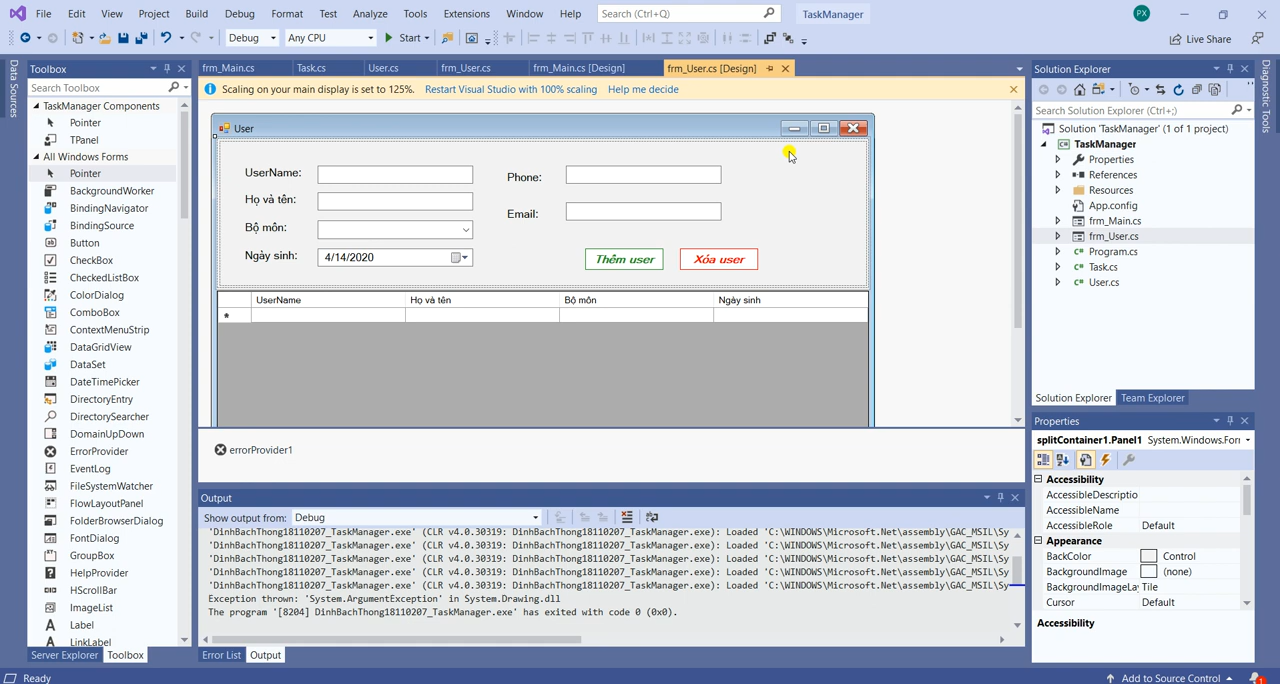 File Edit View Project Build Debug Format Test Analyze Tools Extensions Window Help Search (Ctrl+Q) TaskManager PX
Debug Any CPU Start Live Share
Data Sources
Toolbox
Search Toolbox
TaskManager Components
Pointer
TPanel
All Windows Forms
Pointer
BackgroundWorker
BindingNavigator
BindingSource
Button
CheckBox
CheckedListBox
ColorDialog
ComboBox
ContextMenuStrip
DataGridView
DataSet
DateTimePicker
DirectoryEntry
DirectorySearcher
DomainUpDown
ErrorProvider
EventLog
FileSystemWatcher
FlowLayoutPanel
FolderBrowserDialog
FontDialog
GroupBox
HelpProvider
HScrollBar
ImageList
Label
LinkLabel
Server Explorer Toolbox
frm_Main.cs Task.cs User.cs frm_User.cs frm_Main.cs [Design] frm_User.cs [Design]
Scaling on your main display is set to 125%. Restart Visual Studio with 100% scaling Help me decide
User
UserName:
Họ và tên:
Bộ môn:
Ngày sinh: 4/14/2020
Phone:
Email:
Thêm user Xóa user
UserName Họ và tên Bộ môn Ngày sinh
*
errorProvider1
Output
Show output from: Debug
'DinhBachThong18110207_TaskManager.exe' (CLR v4.0.30319: DinhBachThong18110207_TaskManager.exe): Loaded 'C:\WINDOWS\Microsoft.Net\assembly\GAC_MSIL\Sy
'DinhBachThong18110207_TaskManager.exe' (CLR v4.0.30319: DinhBachThong18110207_TaskManager.exe): Loaded 'C:\WINDOWS\Microsoft.Net\assembly\GAC_MSIL\Sy
'DinhBachThong18110207_TaskManager.exe' (CLR v4.0.30319: DinhBachThong18110207_TaskManager.exe): Loaded 'C:\WINDOWS\Microsoft.Net\assembly\GAC_MSIL\Sy
'DinhBachThong18110207_TaskManager.exe' (CLR v4.0.30319: DinhBachThong18110207_TaskManager.exe): Loaded 'C:\WINDOWS\Microsoft.Net\assembly\GAC_MSIL\Sy
'DinhBachThong18110207_TaskManager.exe' (CLR v4.0.30319: DinhBachThong18110207_TaskManager.exe): Loaded 'C:\WINDOWS\Microsoft.Net\assembly\GAC_MSIL\Sy
Exception thrown: 'System.ArgumentException' in System.Drawing.dll
The program '[8204] DinhBachThong18110207_TaskManager.exe' has exited with code 0 (0x0).
Error List Output
Solution Explorer
Search Solution Explorer (Ctrl+;)
Solution 'TaskManager' (1 of 1 project)
TaskManager
Properties
References
Resources
App.config
frm_Main.cs
frm_User.cs
Program.cs
Task.cs
User.cs
Solution Explorer Team Explorer
Properties
splitContainer1.Panel1 System.Windows.Forr
Accessibility
AccessibleDescriptio
AccessibleName
AccessibleRole Default
Appearance
BackColor Control
BackgroundImage (none)
BackgroundImageLa Tile
Cursor Default
Accessibility
Diagnostic Tools
Ready Add to Source Control 1